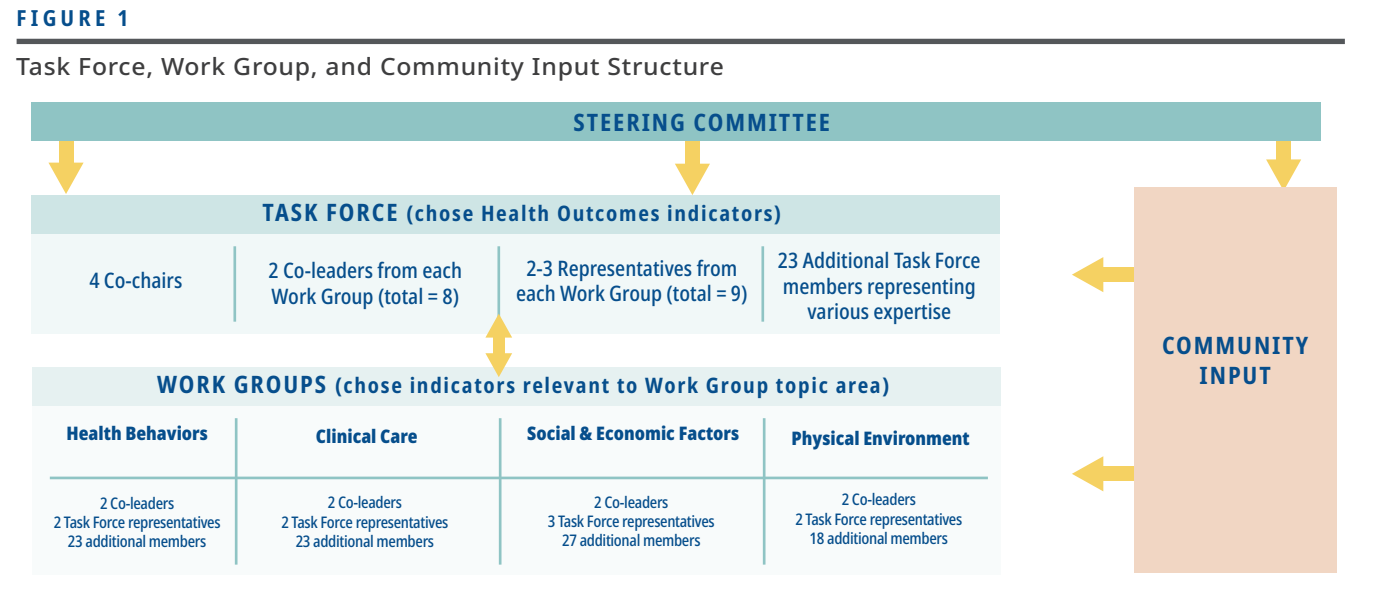 FIGURE 1
Task Force, Work Group, and Community Input Structure
STEERING COMMITTEE
TASK FORCE (chose Health Outcomes indicators)
4 Co-chairs
2 Co-leaders from each
Work Group (total = 8)
2-3 Representatives from
each Work Group (total = 9)
23 Additional Task Force
members representing
various expertise
WORK GROUPS (chose indicators relevant to Work Group topic area)
Health Behaviors
2 Co-leaders
2 Task Force representatives
23 additional members
Clinical Care
2 Co-leaders
2 Task Force representatives
23 additional members
Social & Economic Factors
2 Co-leaders
3 Task Force representatives
27 additional members
Physical Environment
2 Co-leaders
2 Task Force representatives
18 additional members
COMMUNITY
INPUT